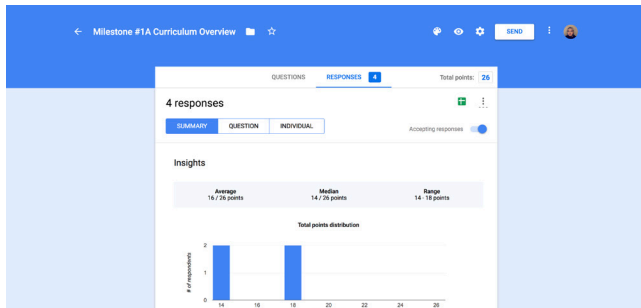 Milestone #1A Curriculum Overview
SEND
QUESTIONS RESPONSES 4 Total points: 26
4 responses
SUMMARY QUESTION INDIVIDUAL
Accepting responses
Insights
Average Median Range
16 / 26 points 14 / 26 points 14 - 18 points
Total points distribution
# of respondents
2
1
0
14 16 18 20 22 24 26